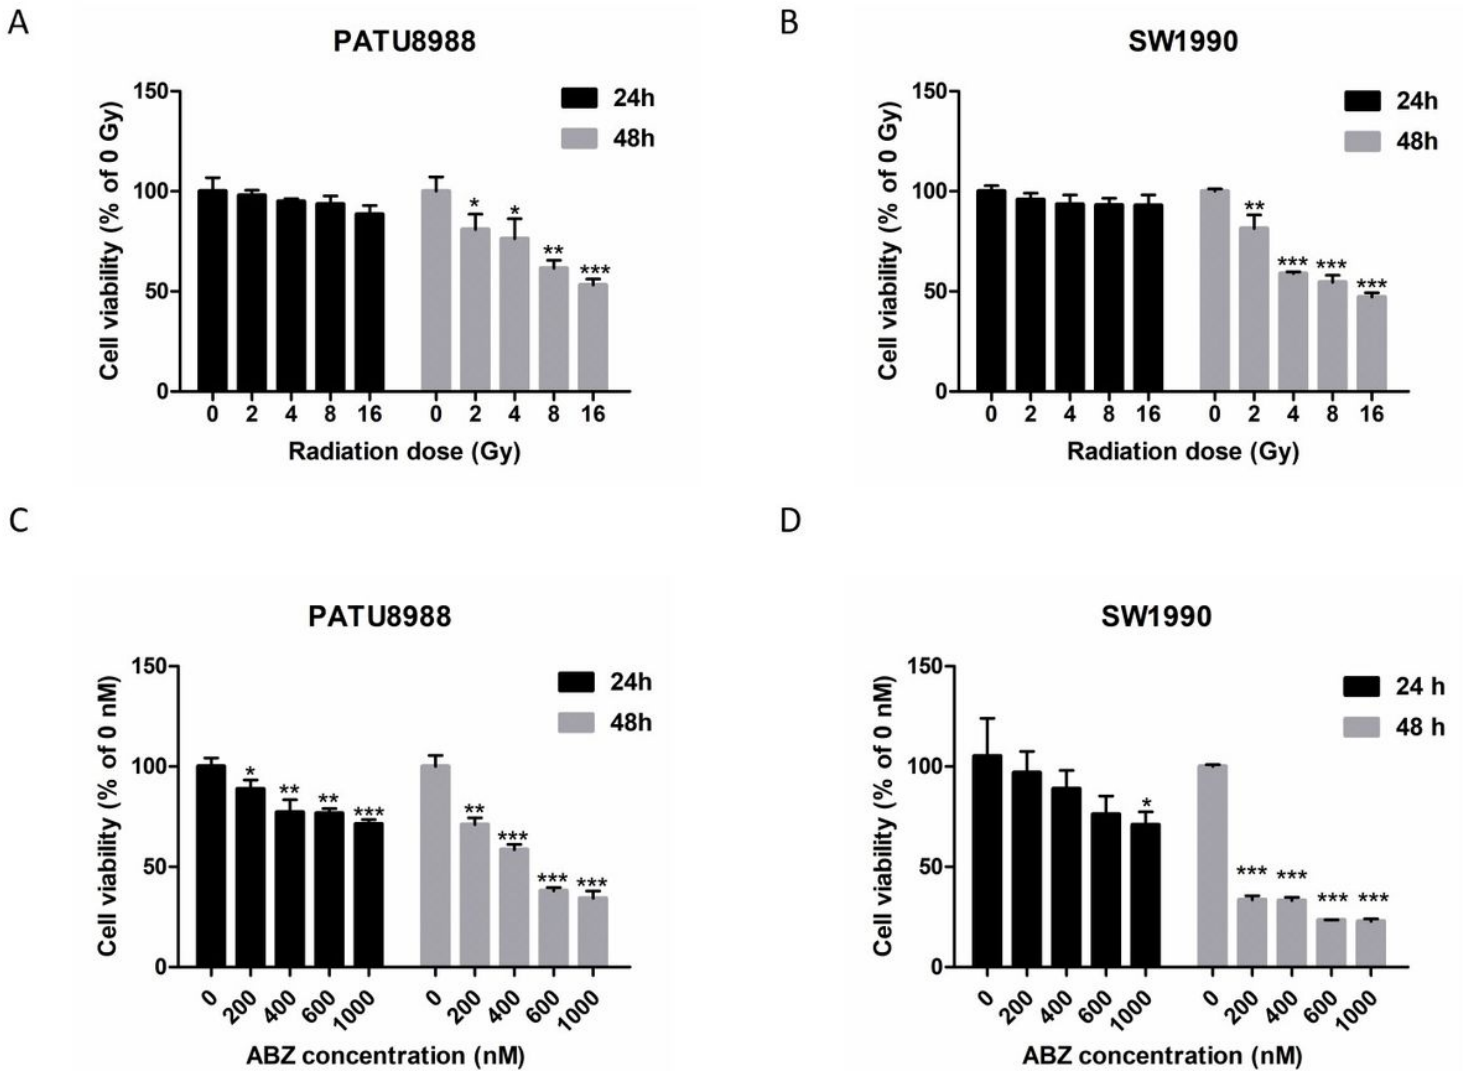 A
PATU8988
150
100
50
0
Cell viability (% of 0 Gy)
24h
48h
*
*
**
***
0 2 4 8 16 0 2 4 8 16
Radiation dose (Gy)
B
SW1990
150
100
50
0
Cell viability (% of 0 Gy)
24h
48h
**
***
***
***
0 2 4 8 16 0 2 4 8 16
Radiation dose (Gy)
C
PATU8988
150
100
50
0
Cell viability (% of 0 nM)
24h
48h
*
**
**
***
**
***
***
***
0 200 400 600 1000 0 200 400 600 1000
ABZ concentration (nM)
D
SW1990
150
100
50
0
Cell viability (% of 0 nM)
24 h
48 h
*
***
***
***
***
0 200 400 600 1000 0 200 400 600 1000
ABZ concentration (nM)